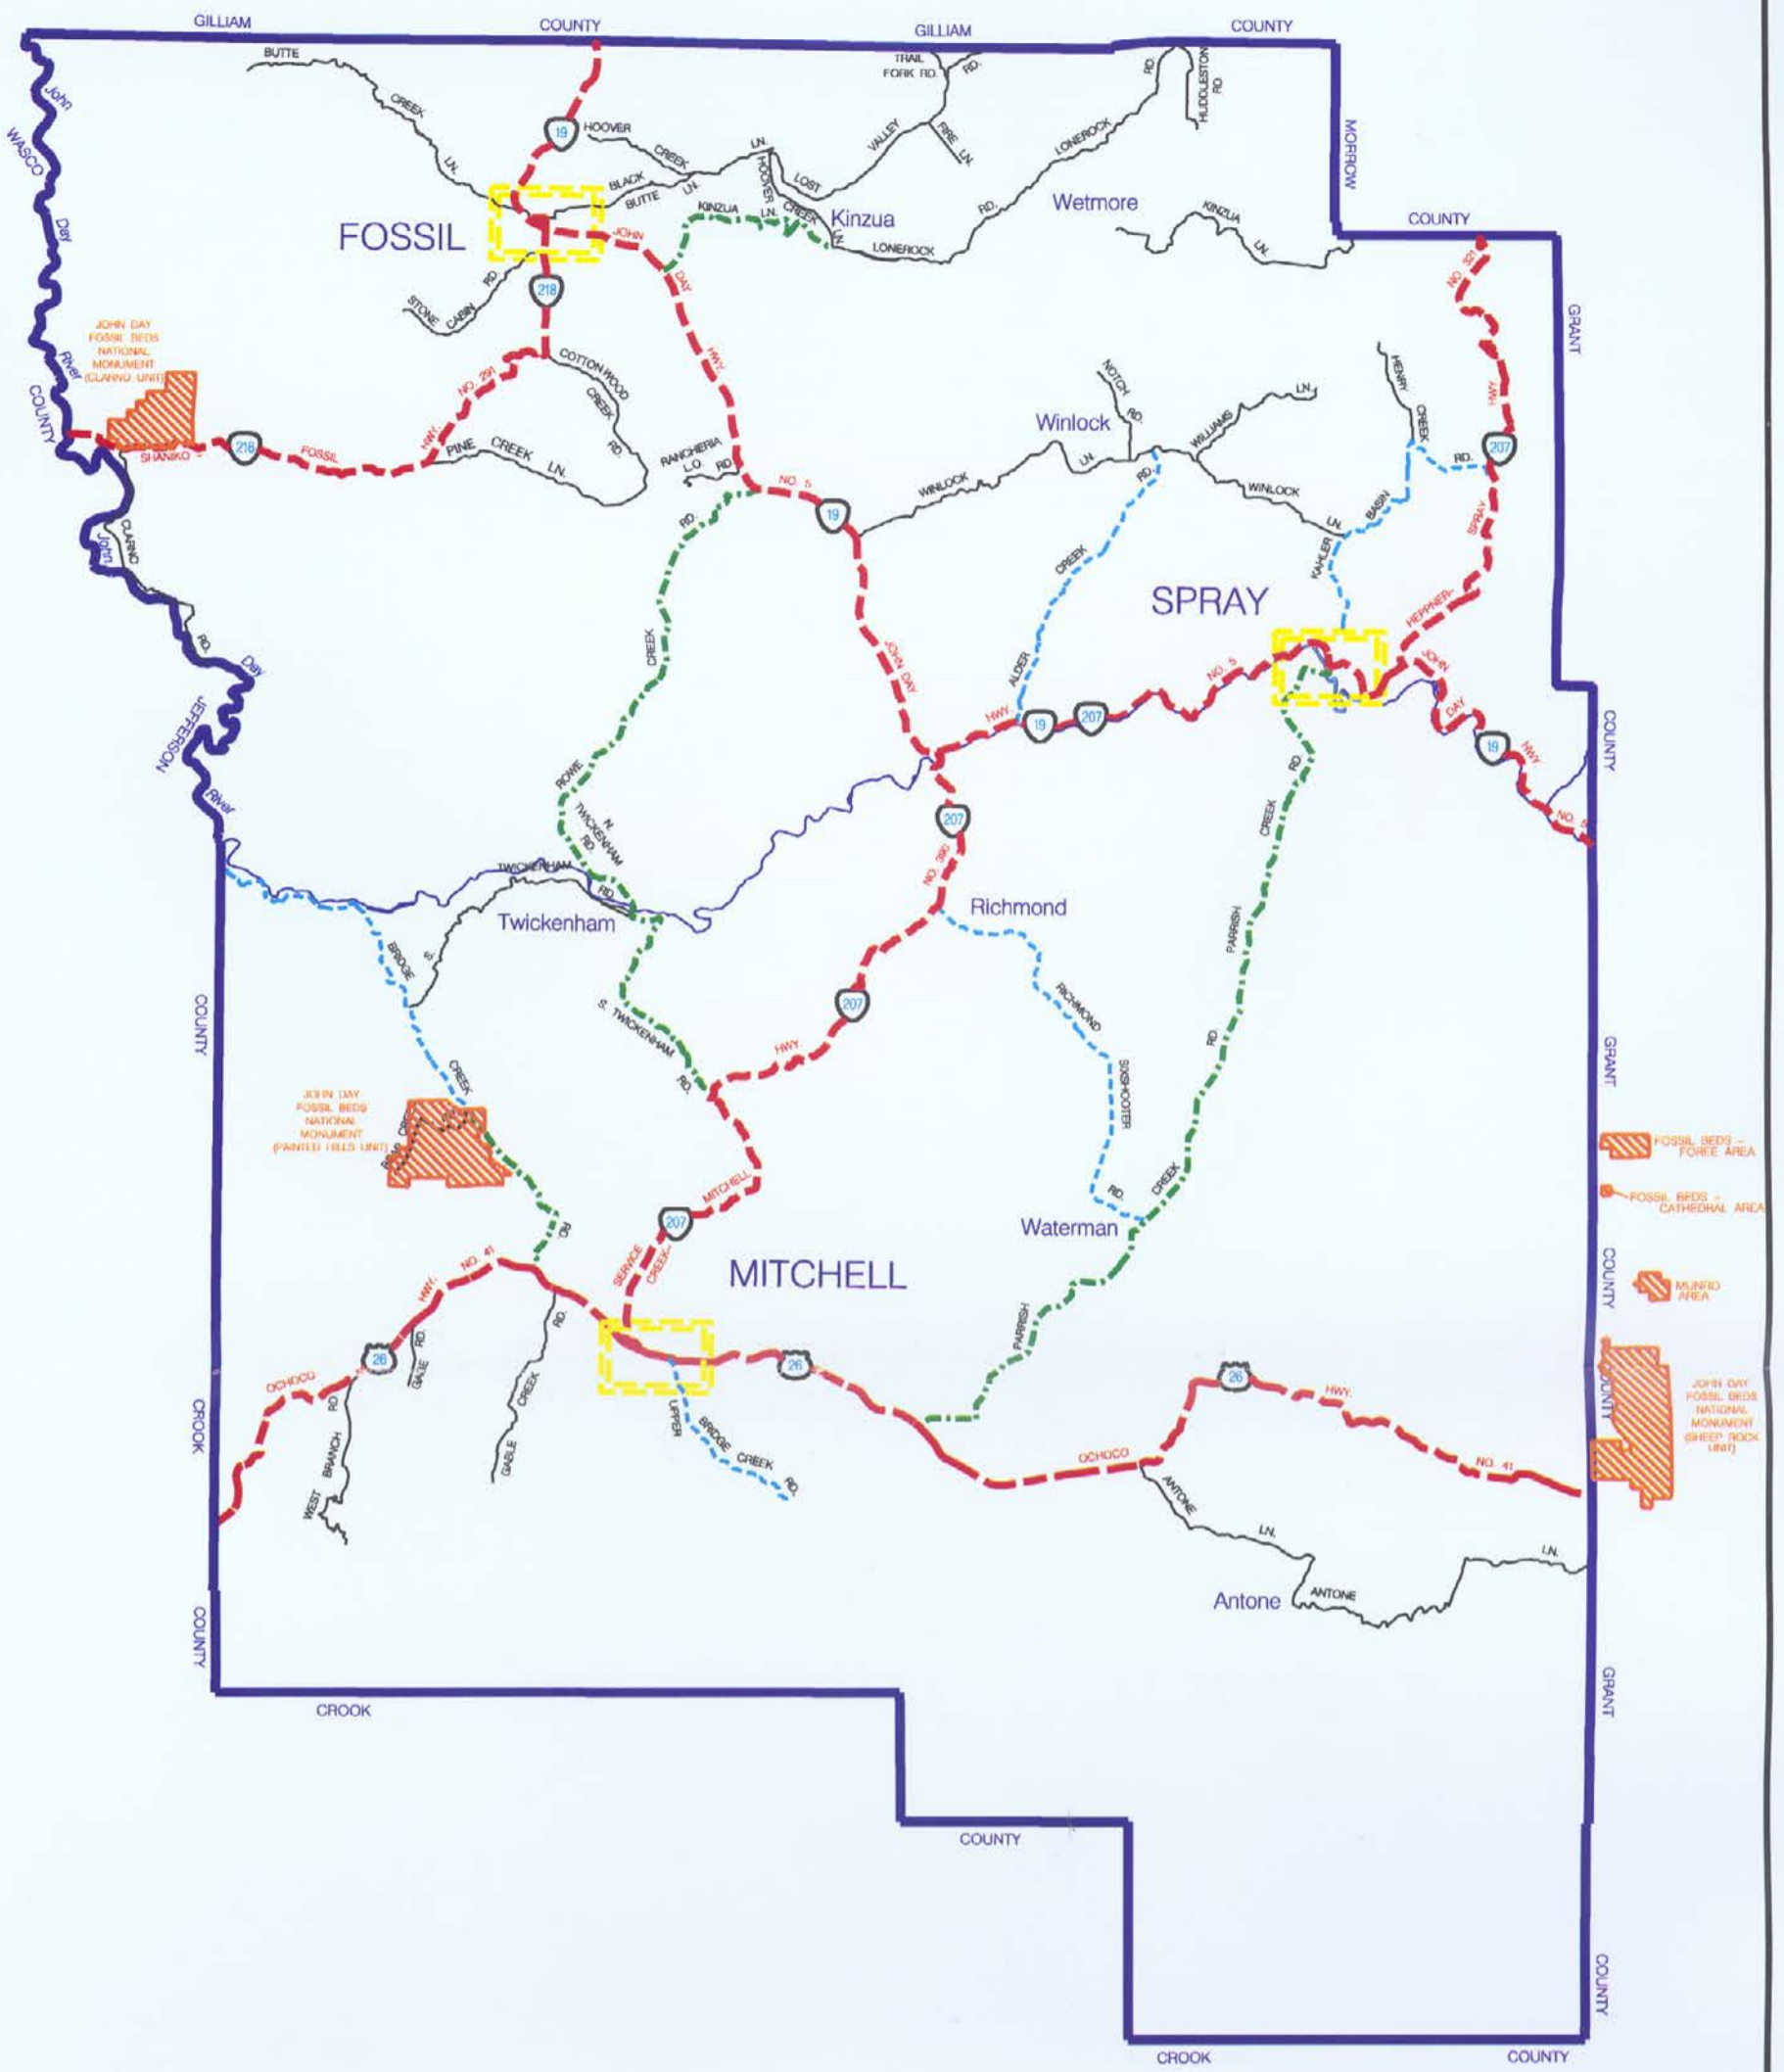 GILLIAM
COUNTY
GILLIAM
COUNTY
BUTTE
CREEK
LN.
19
HOOVER
CREEK
LN.
BLACK
BUTTE
LN.
HOOVER
CREEK
LN.
LOST
VALLEY
TRAIL
FORK RD.
RD.
FIRE LN.
LONEROCK
RD.
HUDDLESTON
RD
MORROW
COUNTY
John
WASCO
Day
River
COUNTY
FOSSIL
KINZUA
LN.
Kinzua
LONEROCK
RD.
Wetmore
KINZUA
LN.
JOHN
DAY
HWY.
218
STONE
CABIN
RD.
NO. 321
HWY.
207
SPRAY
HEPPNER-
GRANT
JOHN DAY
FOSSIL BEDS
NATIONAL
MONUMENT
(CLARNO UNIT)
SHANIKO -
218
FOSSIL
HWY.
NO. 291
COTTONWOOD
CREEK
RD.
PINE
CREEK
LN.
RANCHERIA
L.O. RD
NO. 5
19
WINLOCK
LN.
Winlock
NOTCH
RD.
WILLIAMS
LN.
WINLOCK
LN.
HENRY
CREEK
RD.
BASIN
KAHLER
CLARNO
RD.
John
Day
River
JEFFERSON
RD.
CREEK
ROWE
N.
TWICKENHAM
RD.
JOHN DAY
RD.
CREEK
ALDER
SPRAY
HWY.
19
207
NO. 5
JOHN
DAY
19
HWY
NO. 5
COUNTY
TWICKENHAM
RD.
Twickenham
S.
BRIDGE
CREEK
207
NO. 390
Richmond
RICHMOND
SIXSHOOTER
RD.
RD.
CREEK
PARRISH
RD.
CREEK
PARRISH
Waterman
S. TWICKENHAM
RD.
207
HWY.
MITCHELL
207
SERVICE
CREEK-
MITCHELL
COUNTY
GRANT
JOHN DAY
FOSSIL BEDS
NATIONAL
MONUMENT
(PAINTED HILLS UNIT)
RD.
FOSSIL BEDS -
FOREE AREA
FOSSIL BEDS -
CATHEDRAL AREA
COUNTY
MUNRO
AREA
NO. 41
HWY.
26
OCHOCO
GAGE RD.
RD.
BRANCH
WEST
RD.
CREEK
GABLE
26
UPPER
BRIDGE
CREEK
RD.
OCHOCO
26
HWY.
NO. 41
COUNTY
JOHN DAY
FOSSIL BEDS
NATIONAL
MONUMENT
(SHEEP ROCK
UNIT)
CROOK
COUNTY
ANTONE
LN.
Antone
ANTONE
LN.
GRANT
CROOK
COUNTY
COUNTY
CROOK
COUNTY